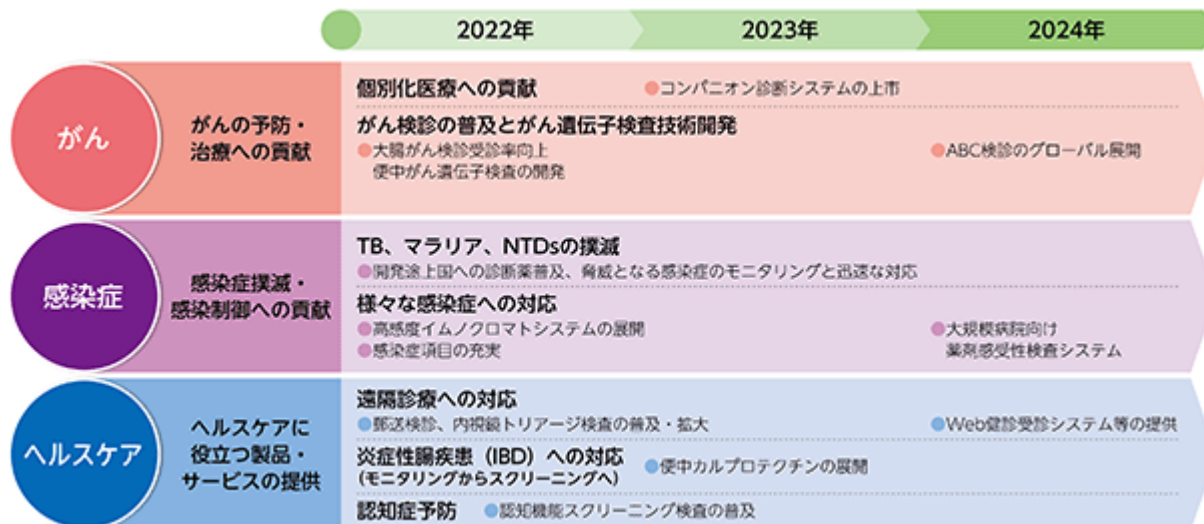 2022年
2023年
2024年
がん
がんの予防・
治療への貢献
個別化医療への貢献
●コンパニオン診断システムの上市
がん検診の普及とがん遺伝子検査技術開発
●大腸がん検診受診率向上
便中がん遺伝子検査の開発
●ABC検診のグローバル展開
感染症
感染症撲滅・
感染制御への貢献
TB、マラリア、NTDsの撲滅
●開発途上国への診断薬普及、脅威となる感染症のモニタリングと迅速な対応
様々な感染症への対応
●高感度イムノクロマトシステムの展開
●感染症項目の充実
●大規模病院向け
薬剤感受性検査システム
ヘルスケア
ヘルスケアに
役立つ製品・
サービスの提供
遠隔診療への対応
●郵送検診、内視鏡トリアージ検査の普及・拡大
●Web健診受診システム等の提供
炎症性腸疾患（IBD）への対応
(モニタリングからスクリーニングへ)
●便中カルプロテクチンの展開
認知症予防
●認知機能スクリーニング検査の普及